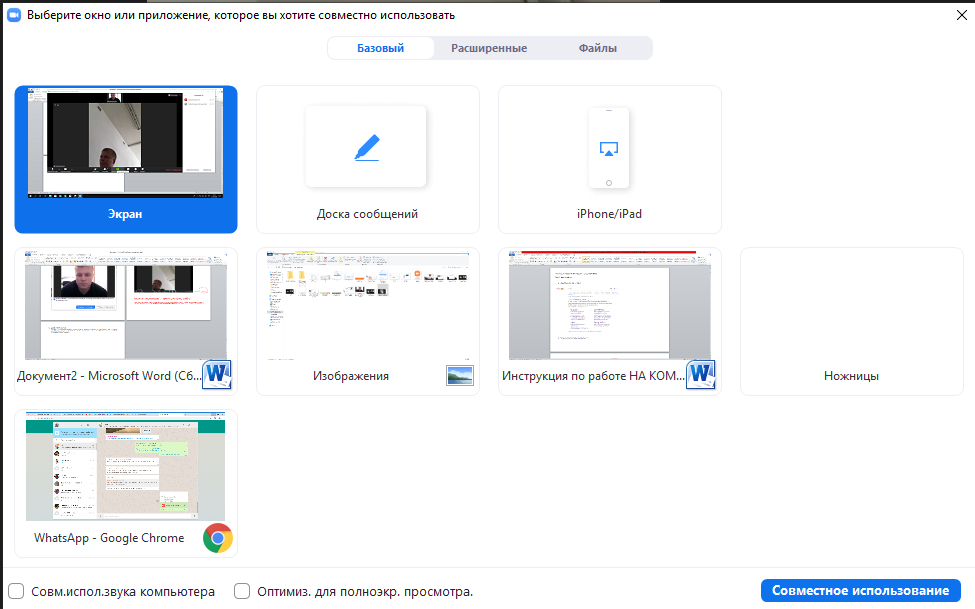 Выберите окно или приложение, которое вы хотите совместно использовать
Базовый
Расширенные
Файлы
Экран
Доска сообщений
iPhone/iPad
Документ2 - Microsoft Word (Сб...
Изображения
Инструкция по работе НА КОМ...
Ножницы
WhatsApp - Google Chrome
Совм.испол.звука компьютера
Оптимиз. для полноэкр. просмотра.
Совместное использование